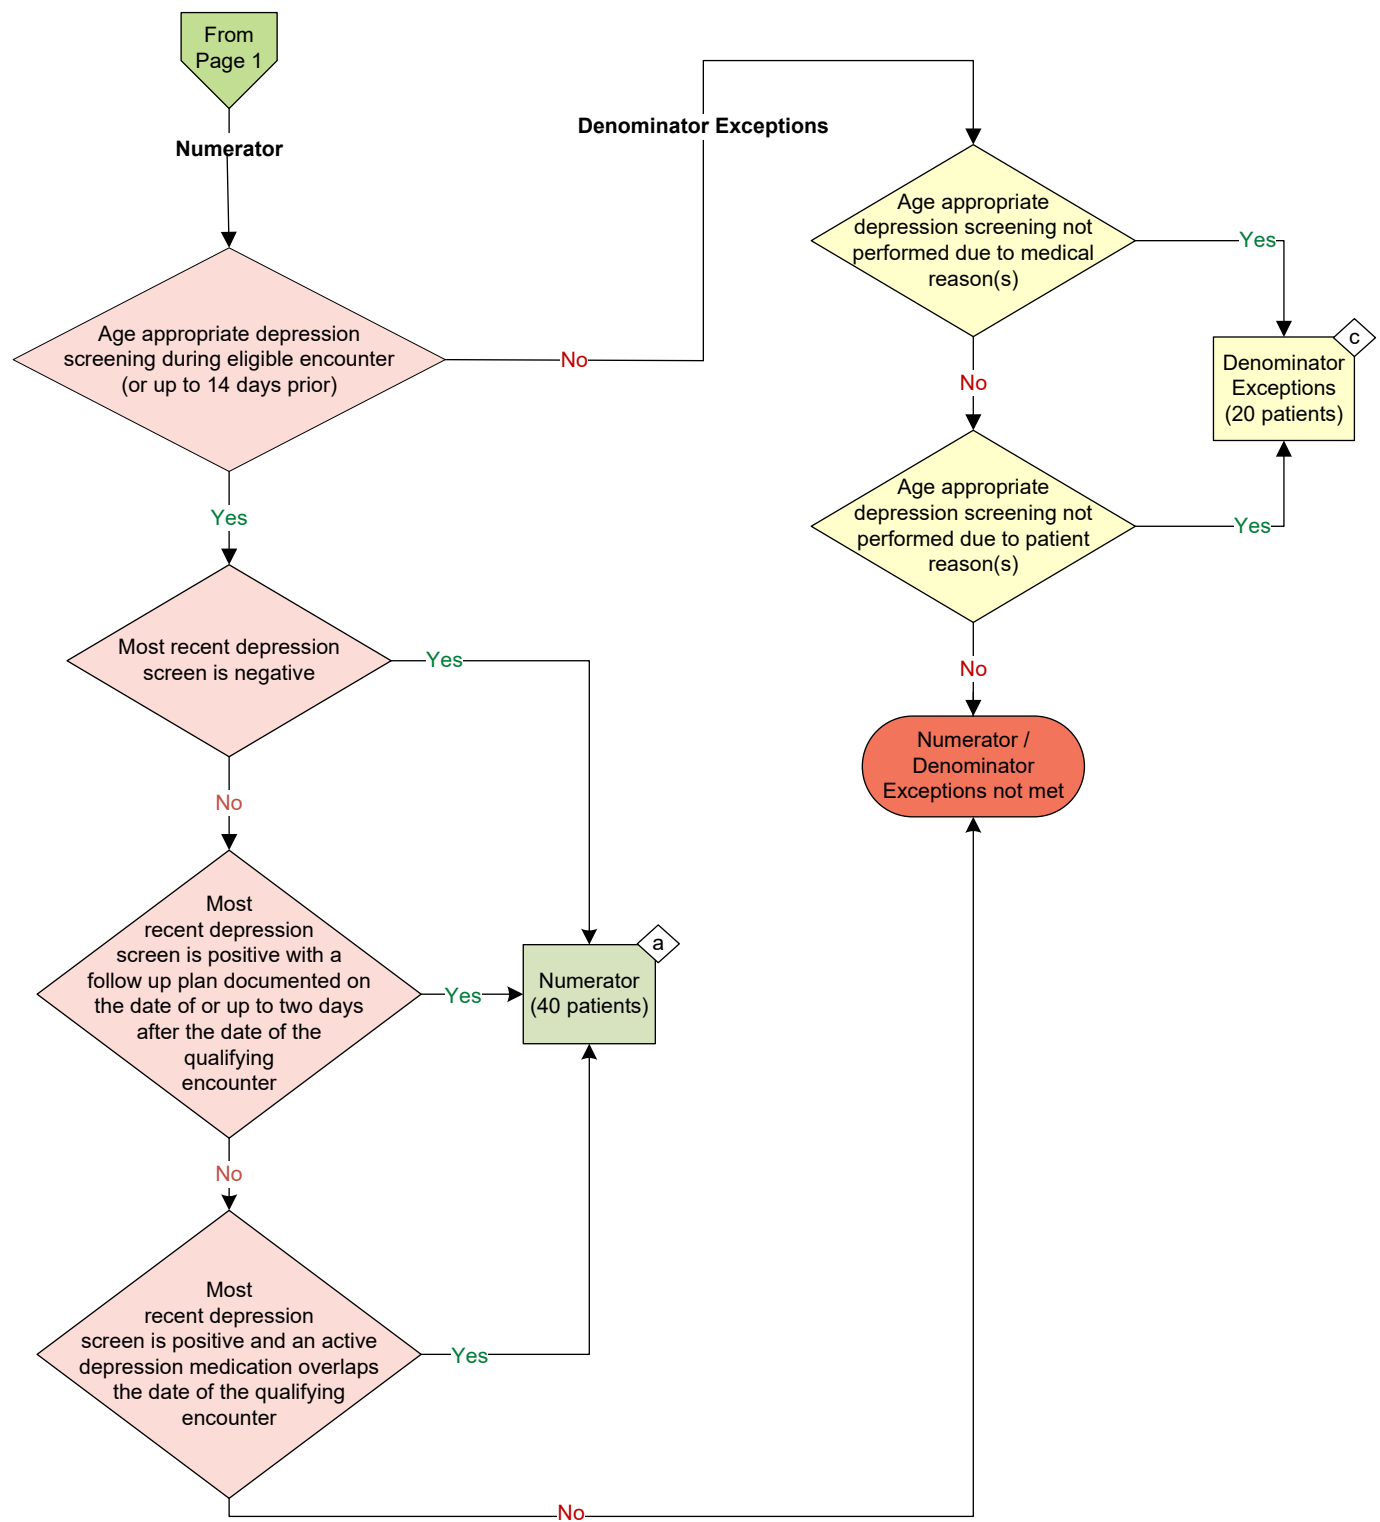 From
Page 1
Numerator
Denominator Exceptions
Age appropriate depression
screening during eligible encounter
(or up to 14 days prior)
No
Yes
Most recent depression
screen is negative
Yes
No
Most
recent depression
screen is positive with a
follow up plan documented on
the date of or up to two days
after the date of the
qualifying
encounter
Yes
No
Most
recent depression
screen is positive and an active
depression medication overlaps
the date of the qualifying
encounter
Yes
No
a
Numerator
(40 patients)
Age appropriate
depression screening not
performed due to medical
reason(s)
Yes
No
c
Denominator
Exceptions
(20 patients)
Age appropriate
depression screening not
performed due to patient
reason(s)
Yes
No
Numerator /
Denominator
Exceptions not met